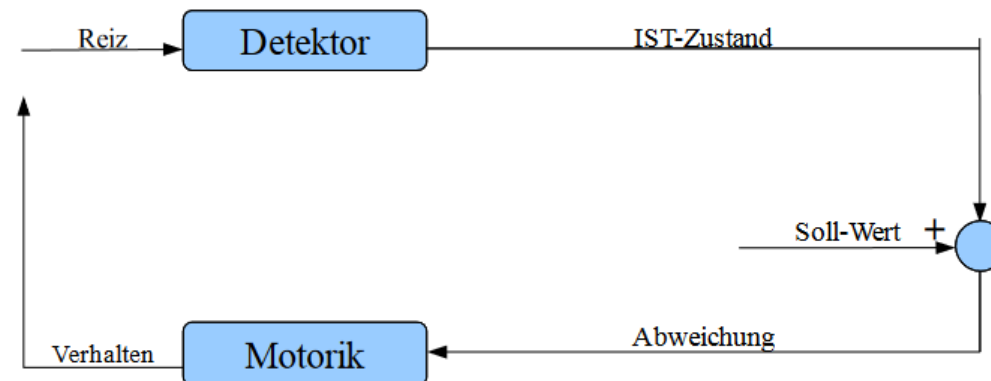 Reiz
Detektor
IST-Zustand
Soll-Wert +
Abweichung
Verhalten
Motorik